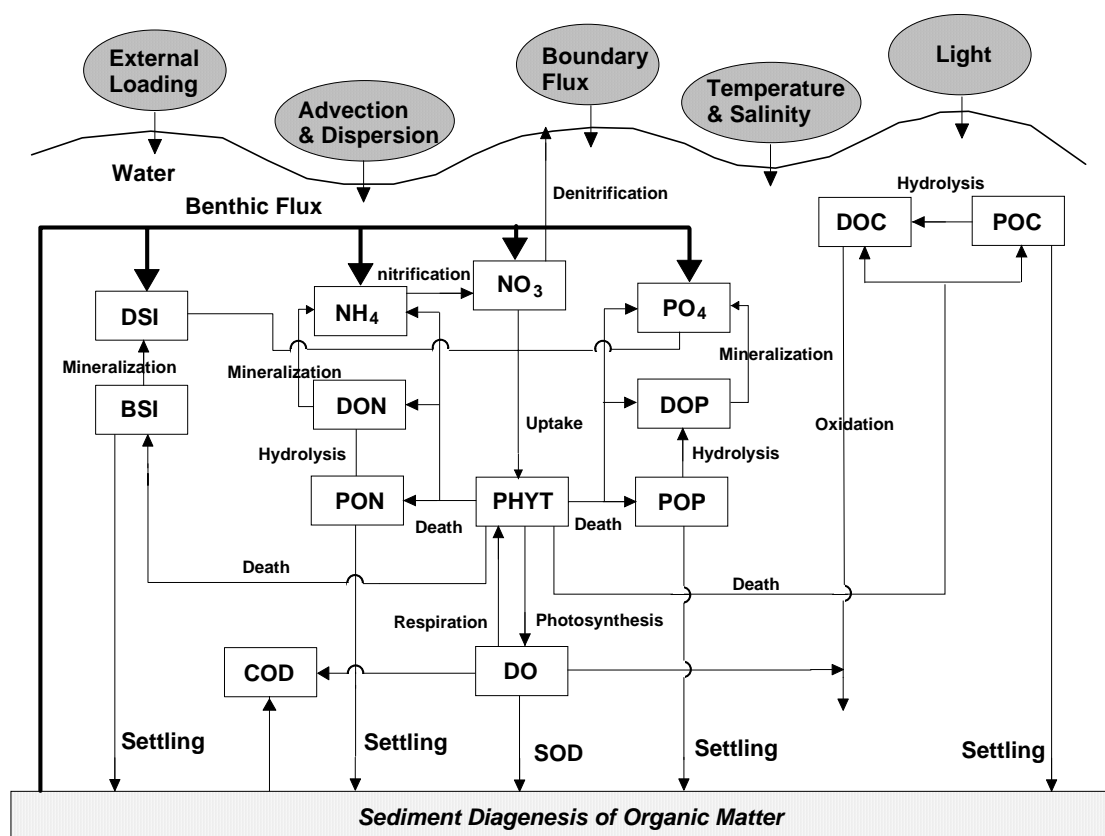 External
Loading
Advection
& Dispersion
Boundary
Flux
Temperature
& Salinity
Light
Water
Benthic Flux
Denitrification
Hydrolysis
DOC
POC
nitrification
NO3
NH4
DSI
PO4
Mineralization
Mineralization
Mineralization
BSI
DON
DOP
Uptake
Oxidation
Hydrolysis
Hydrolysis
PON
PHYT
POP
Death
Death
Death
Death
Respiration
Photosynthesis
COD
DO
Settling
Settling
SOD
Settling
Settling
Sediment Diagenesis of Organic Matter